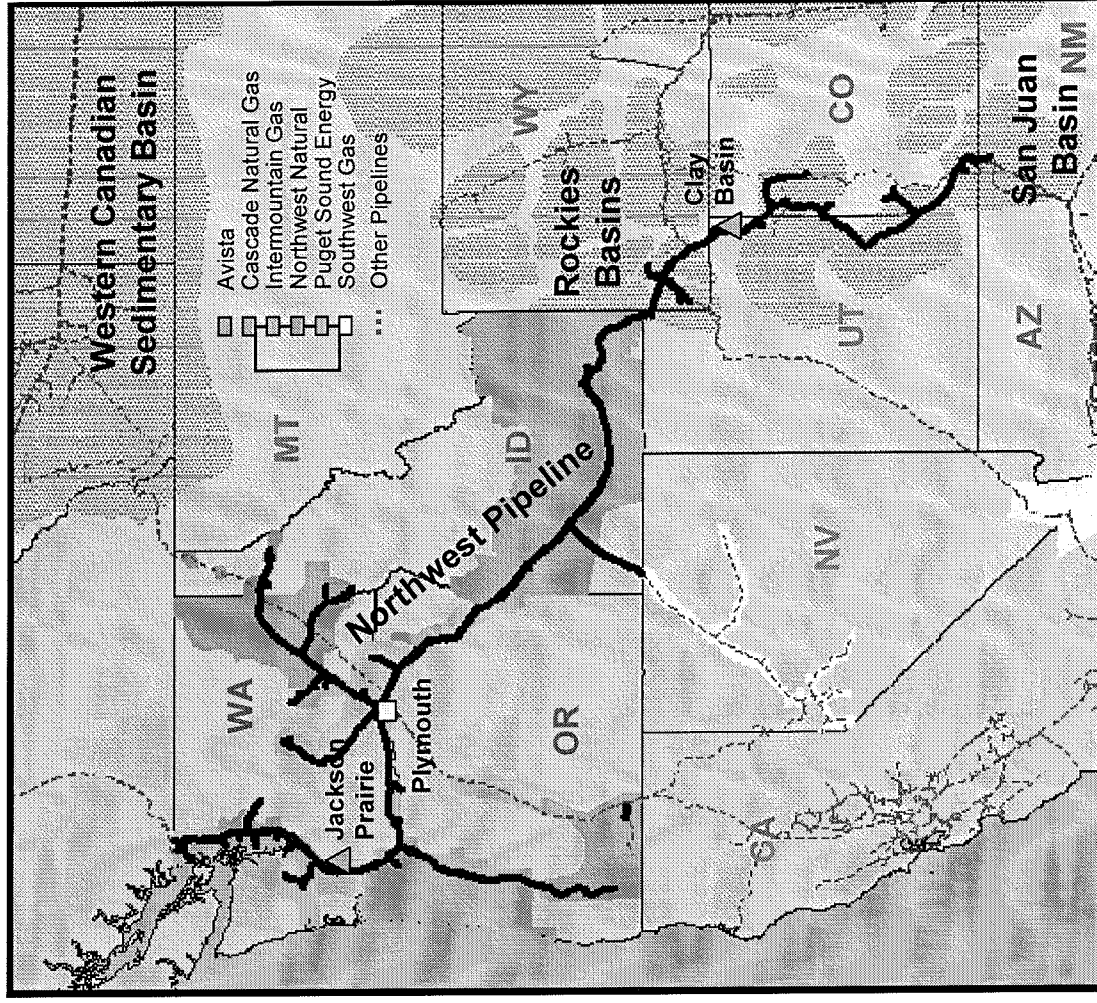 Western Canadian
Sedimentary Basin
Avista
Cascade Natural Gas
Intermountain Gas
Northwest Natural
Puget Sound Energy
Southwest Gas
Other Pipelines
MT
WA
ID
Northwest Pipeline
Jackson
Prairie
Plymouth
OR
WY
Rockies
Basins
Clay
Basin
CO
UT
NV
CA
AZ
San Juan
Basin
NM